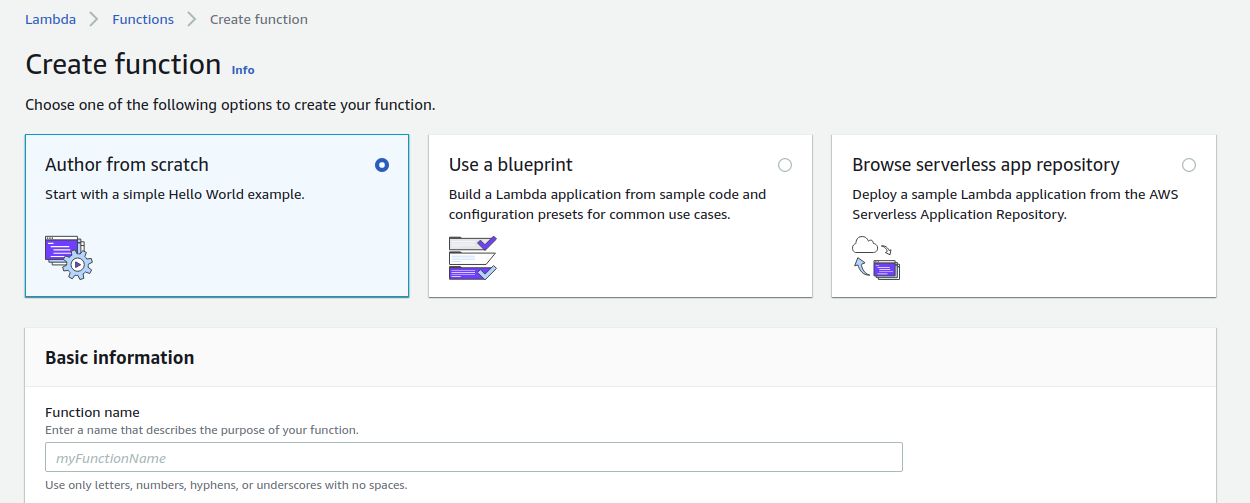 Lambda > Functions > Create function
Create function Info
Choose one of the following options to create your function.
Author from scratch
Start with a simple Hello World example.
Use a blueprint
Build a Lambda application from sample code and
configuration presets for common use cases.
Browse serverless app repository
Deploy a sample Lambda application from the AWS
Serverless Application Repository.
Basic information
Function name
Enter a name that describes the purpose of your function.
myFunctionName
Use only letters, numbers, hyphens, or underscores with no spaces.